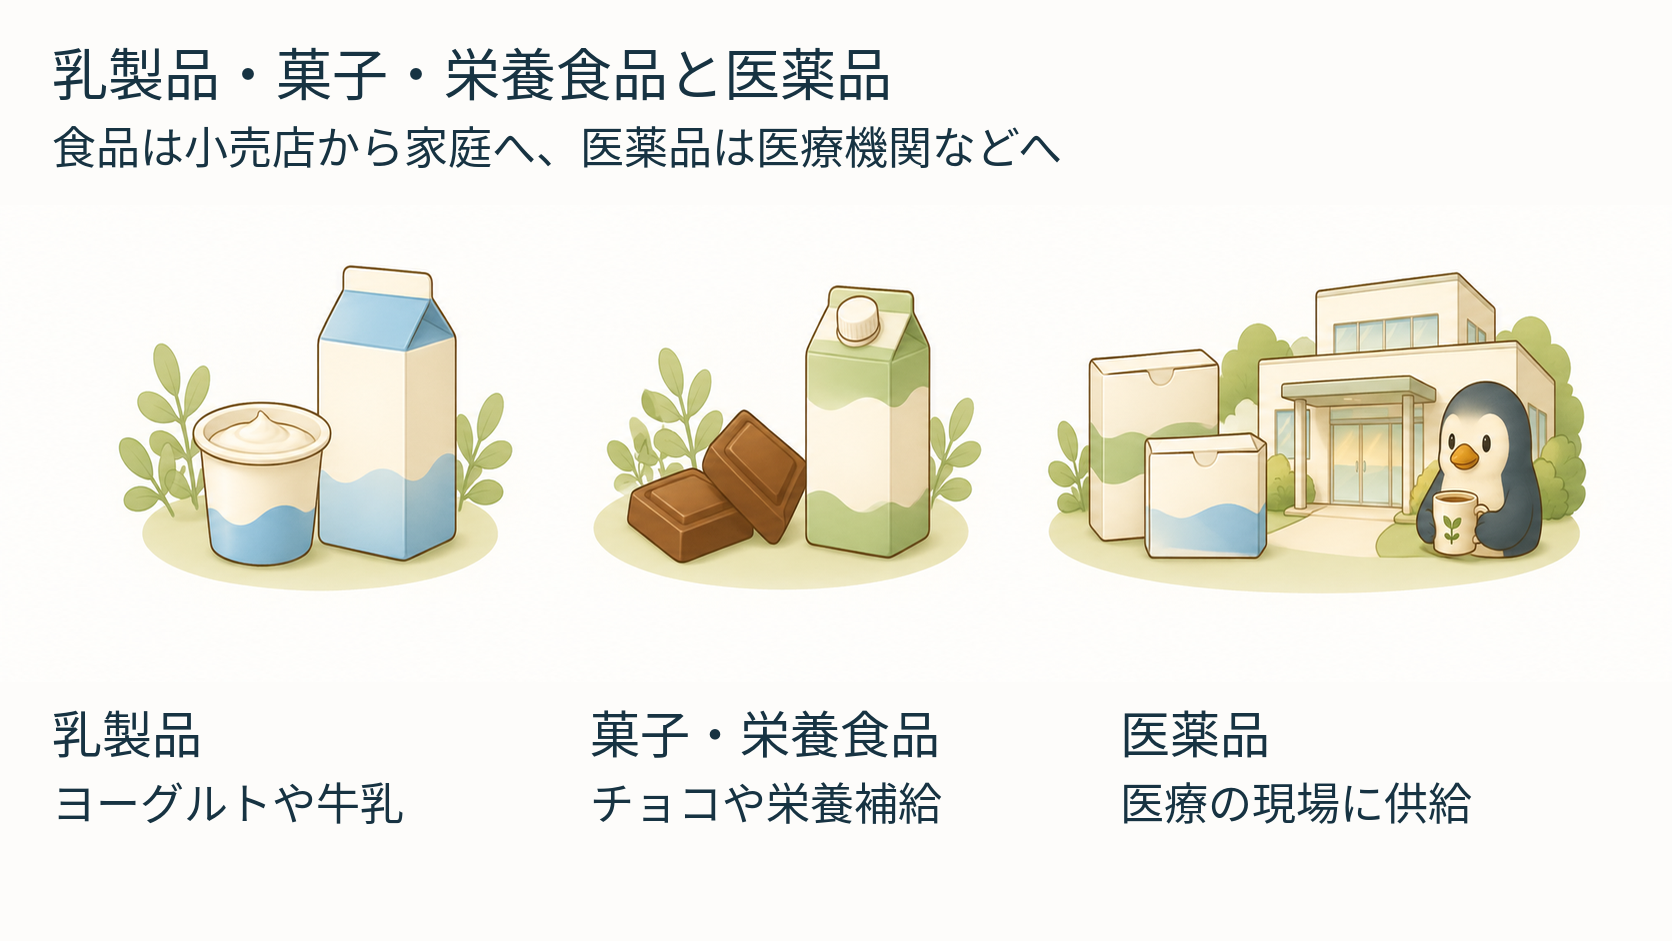 乳製品・菓子・栄養食品と医薬品
食品は小売店から家庭へ、医薬品は医療機関などへ
乳製品
ヨーグルトや牛乳
菓子・栄養食品
チョコや栄養補給
医薬品
医療の現場に供給